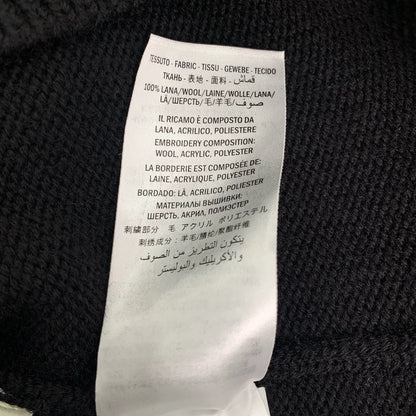 TESSUTO - FABRIC - TISSU - GEWEBE - TECIDO
ТКАНЬ - 表地 - 面料 - قماش
100% LANA/WOOL/LAINE/WOLLE/LANA/
LÃ/ШЕРСТЬ/毛/羊毛/صوف
IL RICAMO È COMPOSTO DA
LANA, ACRILICO, POLIESTERE
EMBROIDERY COMPOSITION:
WOOL, ACRYLIC, POLYESTER
LA BORDERIE EST COMPOSÉE DE:
LAINE, ACRYLIQUE, POLYESTER
BORDADO: LÃ, ACRILICO, POLIESTER
МАТЕРИАЛЫ ВЫШИВКИ:
ШЕРСТЬ, АКРИЛ, ПОЛИЭСТЕР
刺繍部分 毛 アクリル ポリエステル
刺绣成分：羊毛/腈纶/聚酯纤维
يتكون التطريز من الصوف
والأكريليك والبوليستر